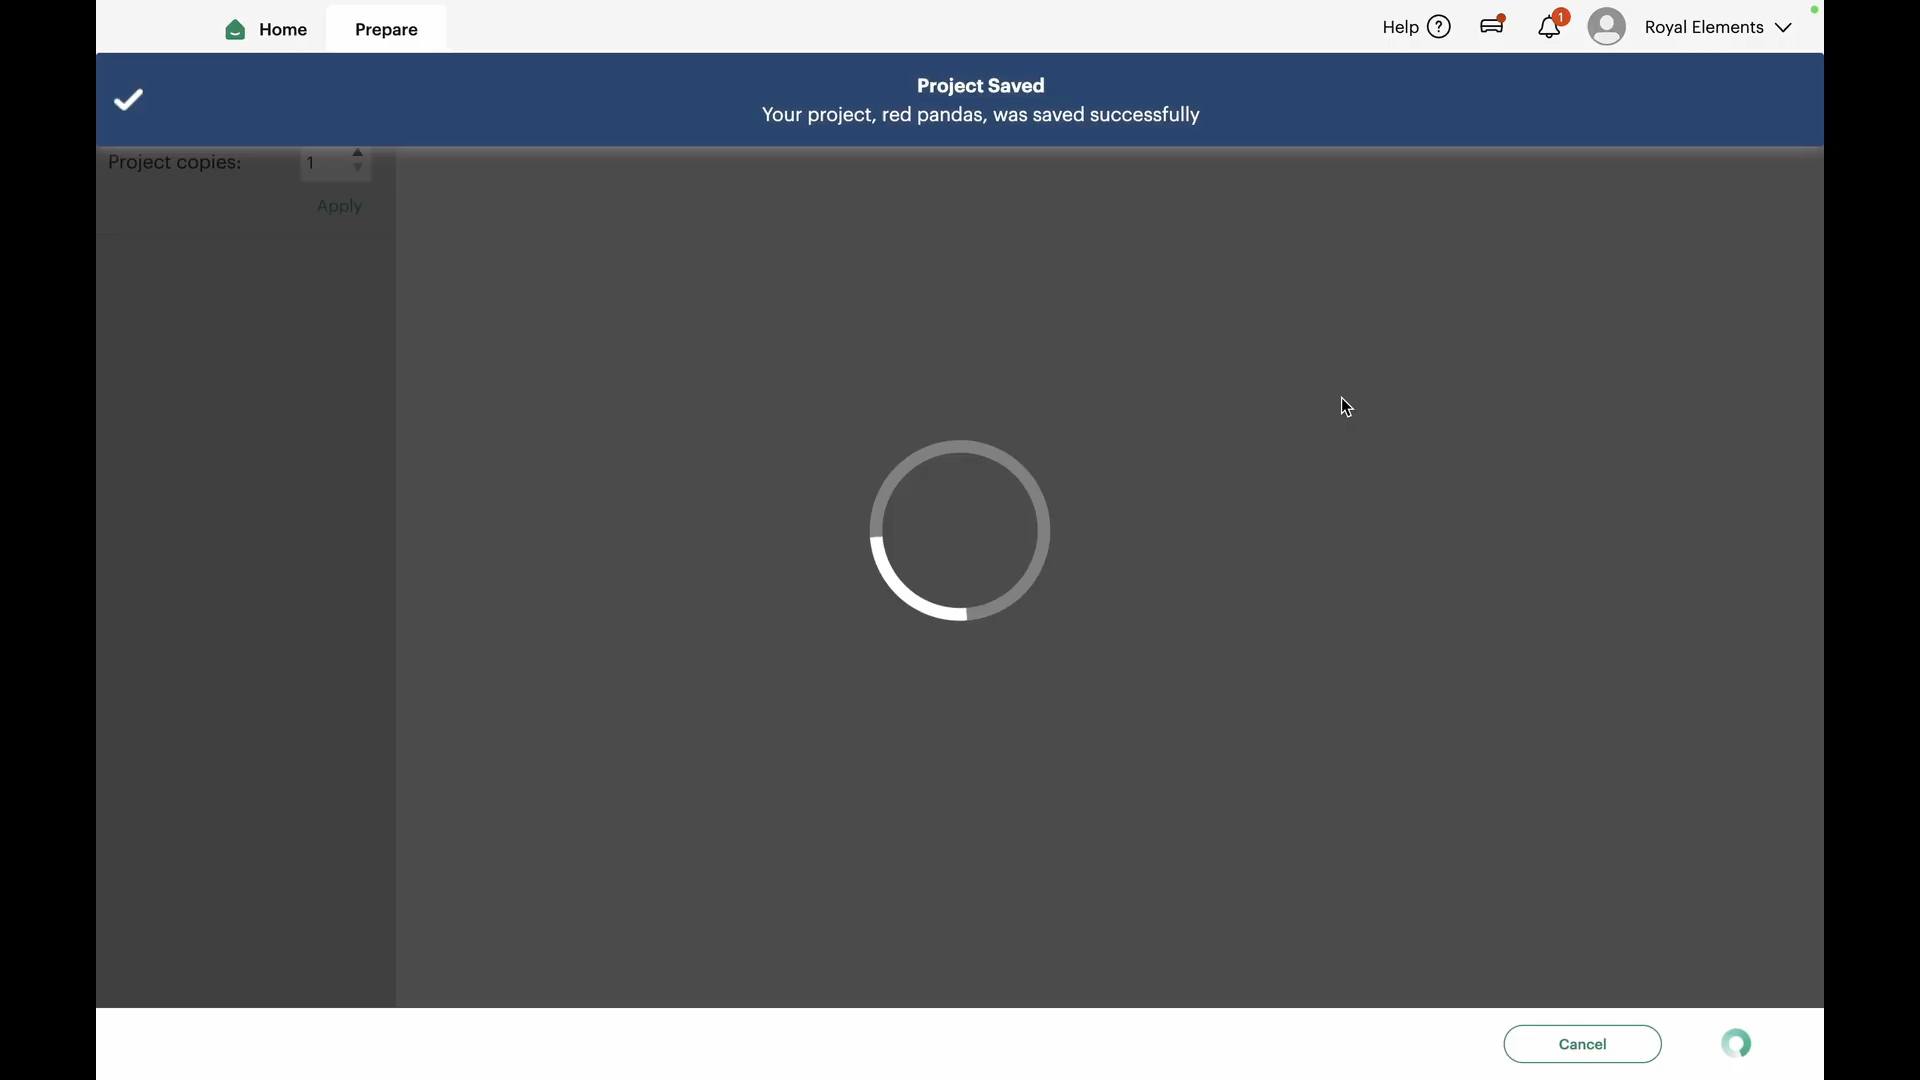 Home
Prepare
Help ?
1
Royal Elements
Project Saved
Your project, red pandas, was saved successfully
Project copies:
1
Apply
Cancel